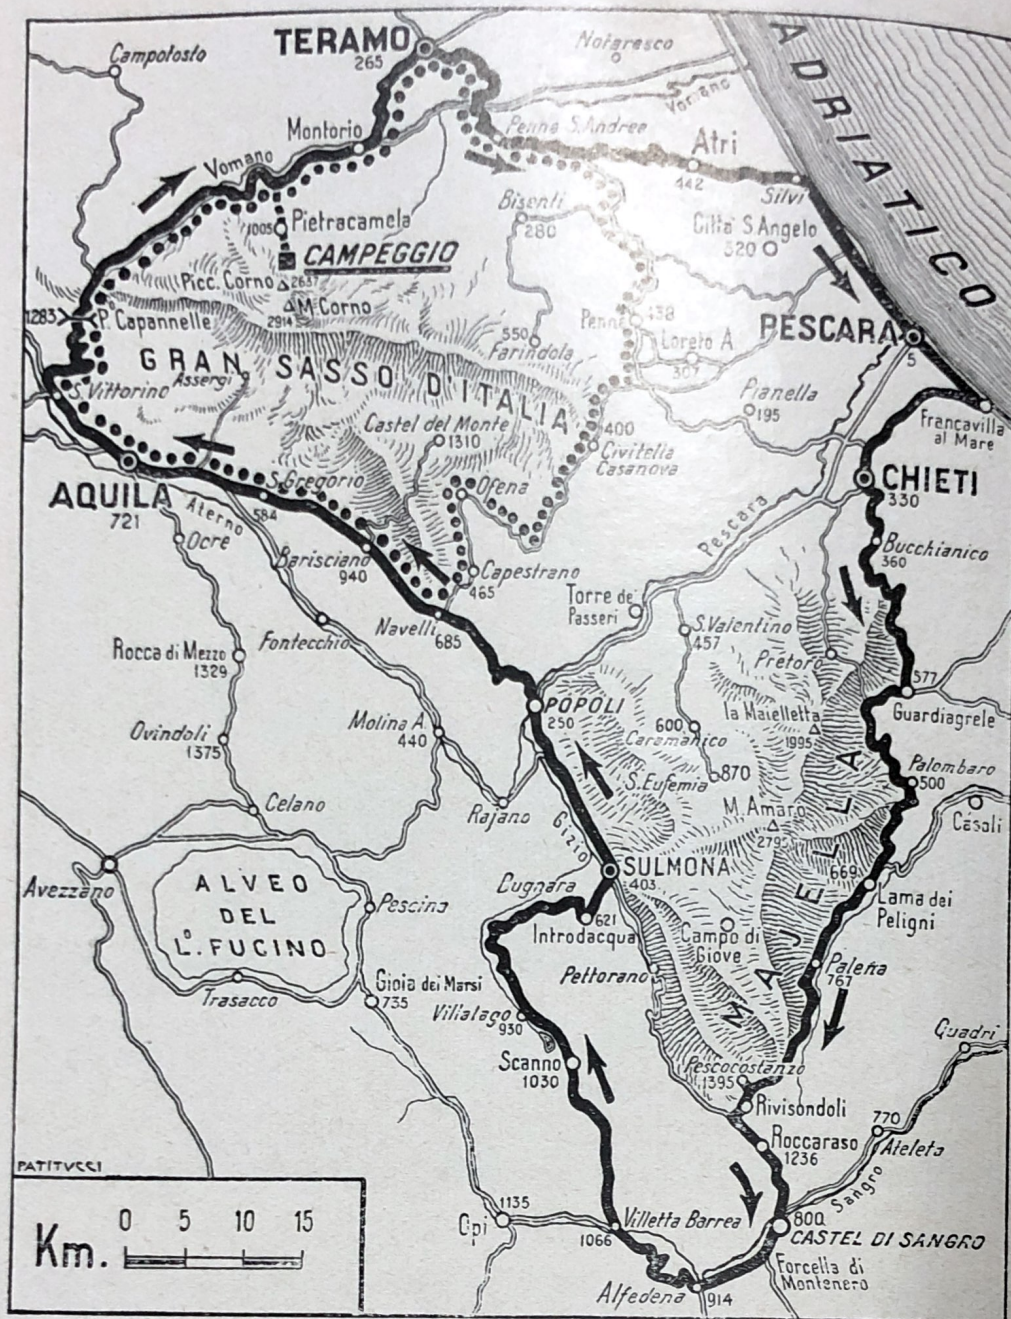 TERAMO
265
Campotosto
Notaresco
ADRIATICO
Vomano
Montorio
Vomano
Penna S. Andrea
Atri
442
Silvi
Bisenti
280
Città S. Angelo
320
1005
Pietracamela
CAMPEGGIO
Picc. Corno
2637
M. Corno
2914
1283
P.º Capannelle
Penne
438
PESCARA
5
550
Farindola
Loreto A.
307
GRAN SASSO D'ITALIA
S. Vittorino
Assergi
Pianella
195
Francavilla
al Mare
Castel del Monte
1310
400
Civitella
Casanova
AQUILA
721
S. Gregorio
584
Ofena
CHIETI
330
Aterno
Ocre
Pescara
Bucchianico
360
Barisciano
940
Capestrano
465
Torre de'
Passeri
Navelli
685
Fontecchio
S. Valentino
457
Pretoro
Rocca di Mezzo
1329
577
Guardiagrele
POPOLI
250
la Maielletta
1995
Molina A.
440
600
Caramanico
Ovindoli
1375
870
S. Eufemia
Palombaro
500
Celano
Rajano
M. Amaro
2795
Casoli
Gizio
MAJELLA
Avezzano
ALVEO
DEL
L.º FUCINO
SULMONA
403
669
Lama dei
Peligni
Bugnara
621
Introdacqua
Pescina
Campo di
Giove
Trasacco
Gioia dei Marsi
735
Pettorano
Palena
767
Villalago
930
Quadri
Scanno
1030
Pescocostanzo
1395
Rivisondoli
770
Ateleta
Roccaraso
1236
Sangro
PATITUCCI
1135
Opi
1066
Villetta Barrea
800
CASTEL DI SANGRO
Forcella di
Montenero
Alfedena
914
Km.
0 5 10 15